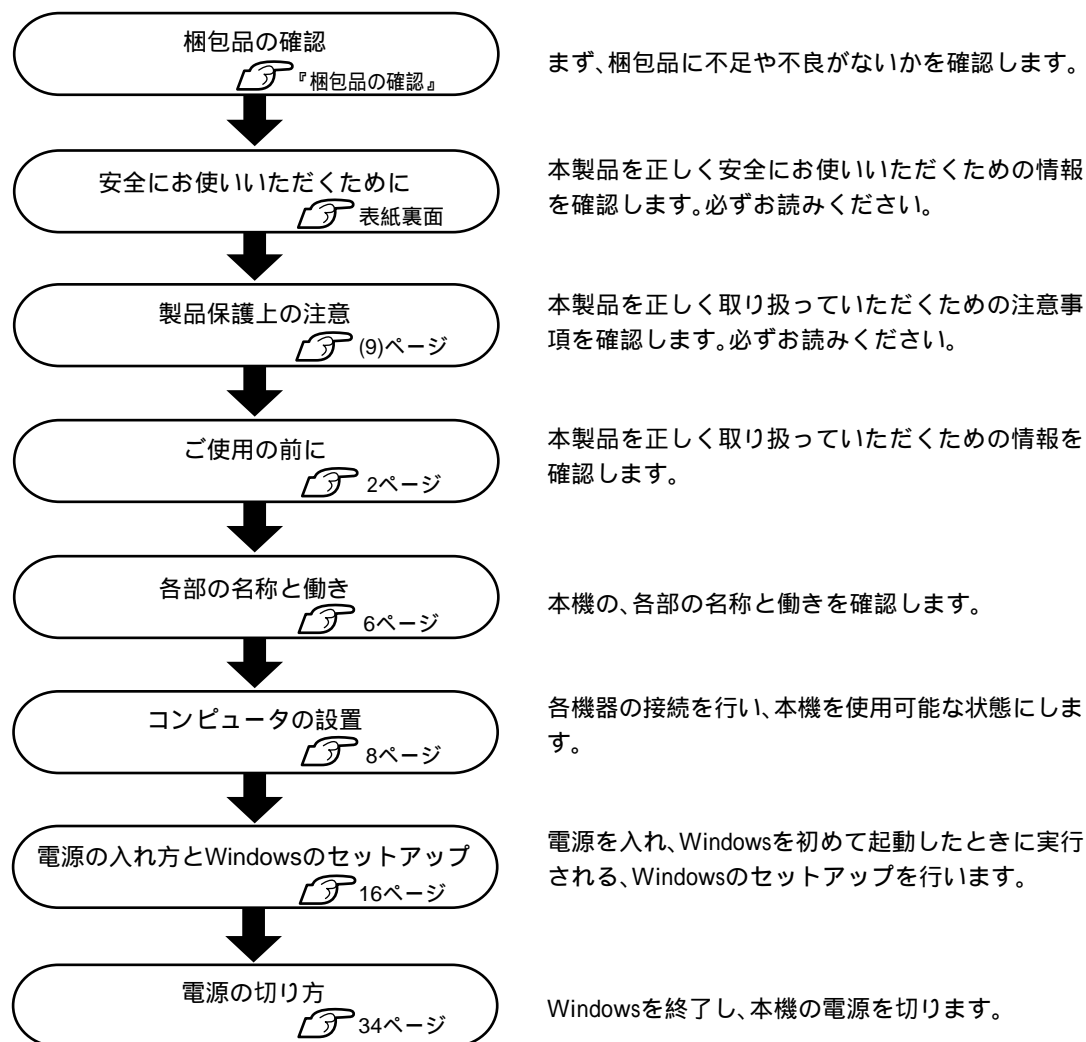 梱包品の確認
『梱包品の確認』
まず、梱包品に不足や不良がないかを確認します。
安全にお使いいただくために
表紙裏面
本製品を正しく安全にお使いいただくための情報
を確認します。必ずお読みください。
製品保護上の注意
(9)ページ
本製品を正しく取り扱っていただくための注意事
項を確認します。必ずお読みください。
ご使用の前に
2ページ
本製品を正しく取り扱っていただくための情報を
確認します。
各部の名称と働き
6ページ
本機の、各部の名称と働きを確認します。
コンピュータの設置
8ページ
各機器の接続を行い、本機を使用可能な状態にしま
す。
電源の入れ方とWindowsのセットアップ
16ページ
電源を入れ、Windowsを初めて起動したときに実行
される、Windowsのセットアップを行います。
電源の切り方
34ページ
Windowsを終了し、本機の電源を切ります。